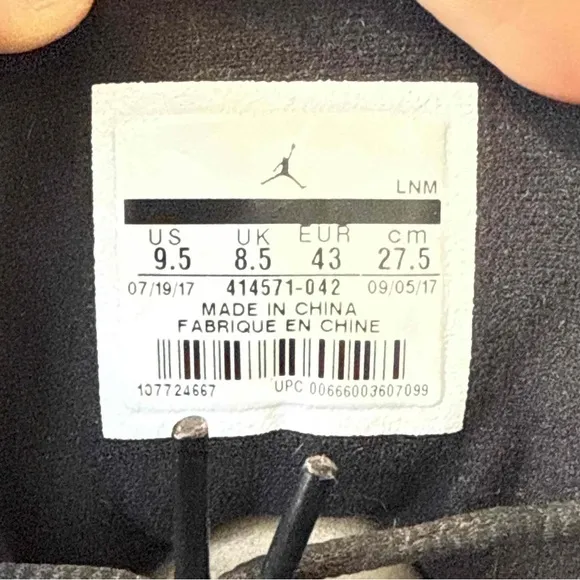 LNM
US UK EUR cm
9.5 8.5 43 27.5
07/19/17 414571-042 09/05/17
MADE IN CHINA
FABRIQUE EN CHINE
107724667 UPC 00666003607099